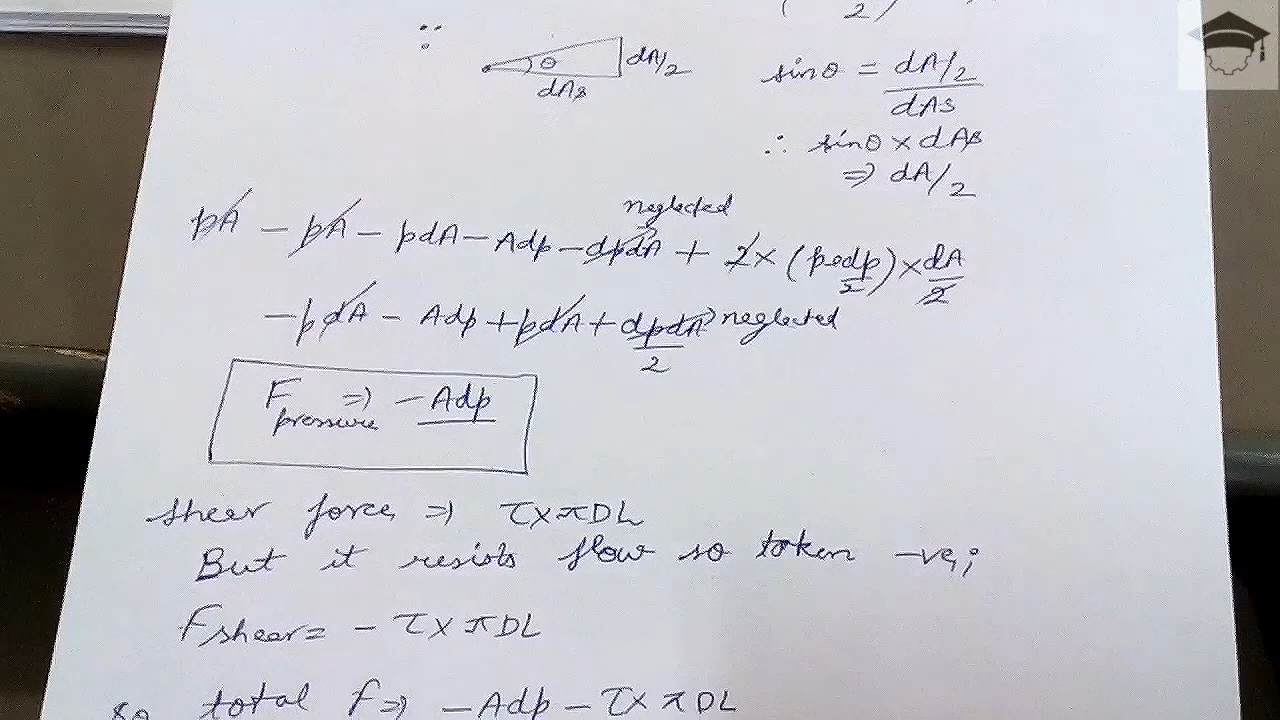 2
∴
θ
dA/2
dAs
sinθ = dA/2 / dAs
∴ sinθ × dAs
⇒ dA/2
neglected
pA − pA − pdA − Adp − dpdA + 2 × (p + dp/2) × dA/2
− pdA − Adp + pdA + dpdA/2 neglected
F pressure ⇒ − Adp
shear force ⇒ τ × πDL
But it resists flow so taken −ve;
Fshear = − τ × πDL
so total f ⇒ − Adp − τ × πDL